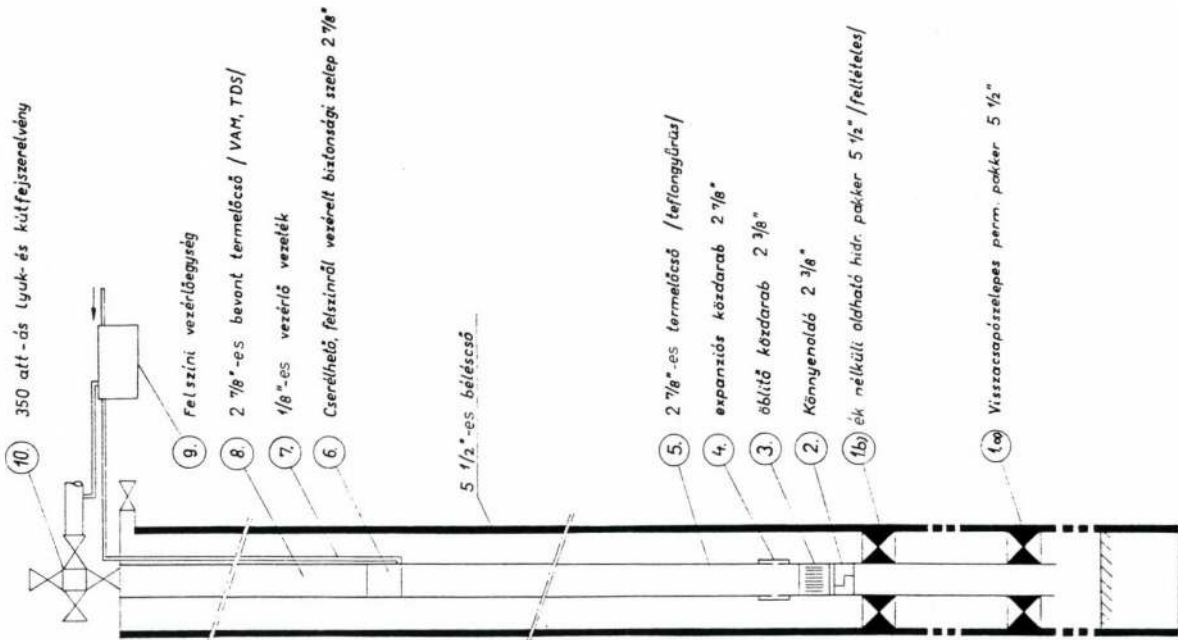 10. 350 att-ás lyuk- és kútfejszerelvény
9. Felszíni vezérlőegység
8. 2 7/8"-es bevont termelőcső / VAM, TDS/
7. 1/8"-es vezérlő vezeték
6. Cserélhető, felszínről vezérelt biztonsági szelep 2 7/8"
5 1/2"-es béléscső
5. 2 7/8"-es termelőcső /teflongyűrűs/
4. expanziós közdarab 2 7/8"
3. öblítő közdarab 2 3/8"
2. Könnyenoldó 2 3/8"
1.b) ék nélküli oldható hidr. pakker 5 1/2" /feltételes/
1.a) Visszacsapószelepes perm. pakker 5 1/2"